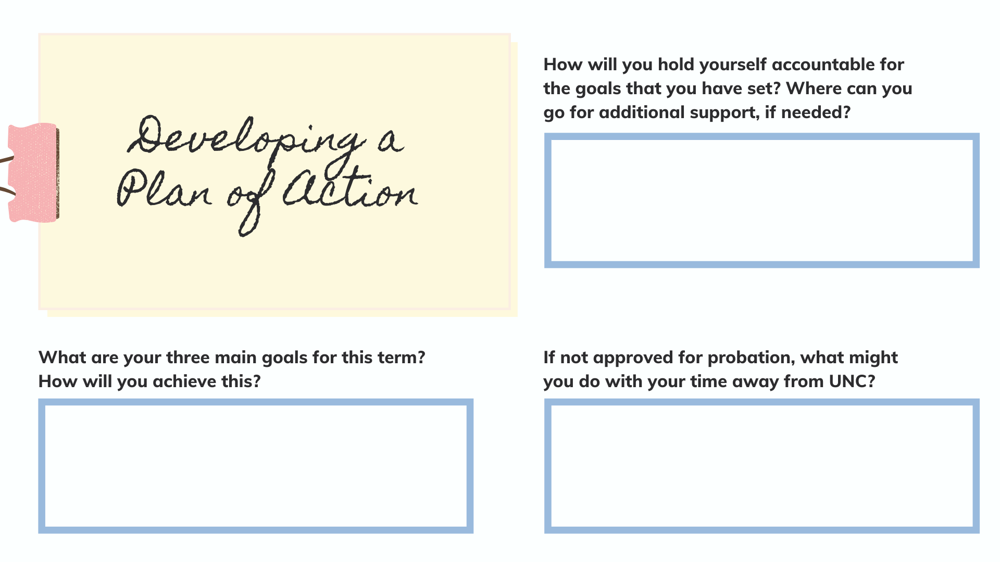 Developing a
Plan of Action
How will you hold yourself accountable for
the goals that you have set? Where can you
go for additional support, if needed?
What are your three main goals for this term?
How will you achieve this?
If not approved for probation, what might
you do with your time away from UNC?